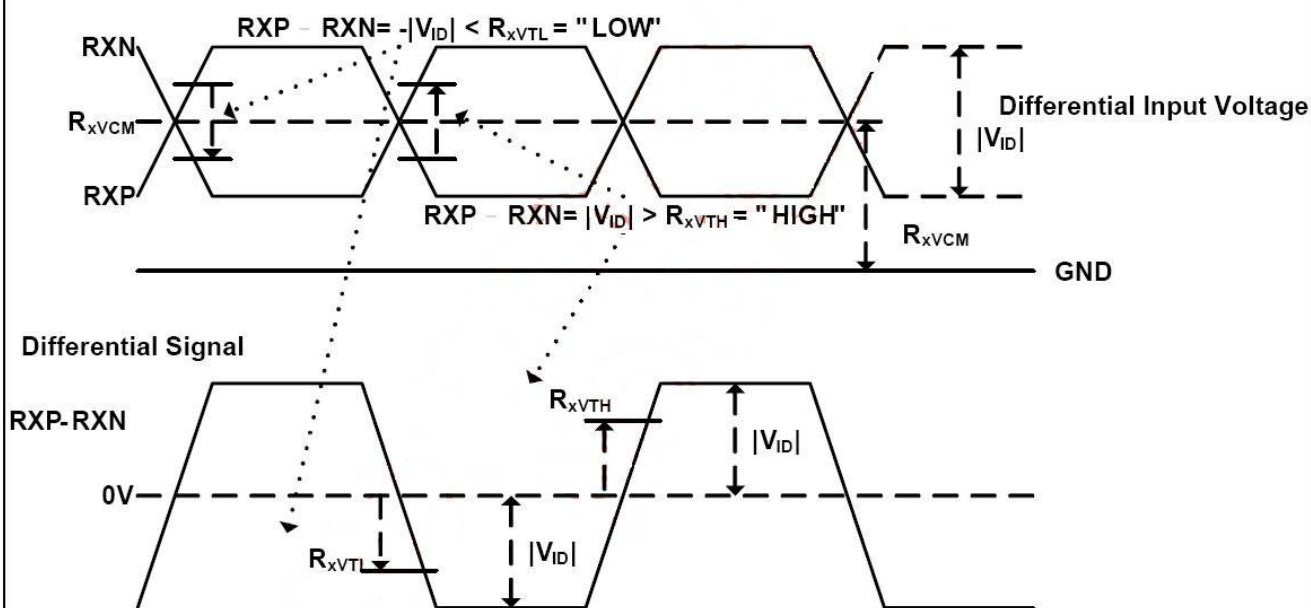 RXP - RXN= -|VID| < RxVTL = "LOW"
RXN
RxVCM
Differential Input Voltage
|VID|
RXP
RXP - RXN= |VID| > RxVTH = "HIGH"
RxVCM
GND
Differential Signal
RxVTH
RXP-RXN
|VID|
0V
RxVTL
|VID|